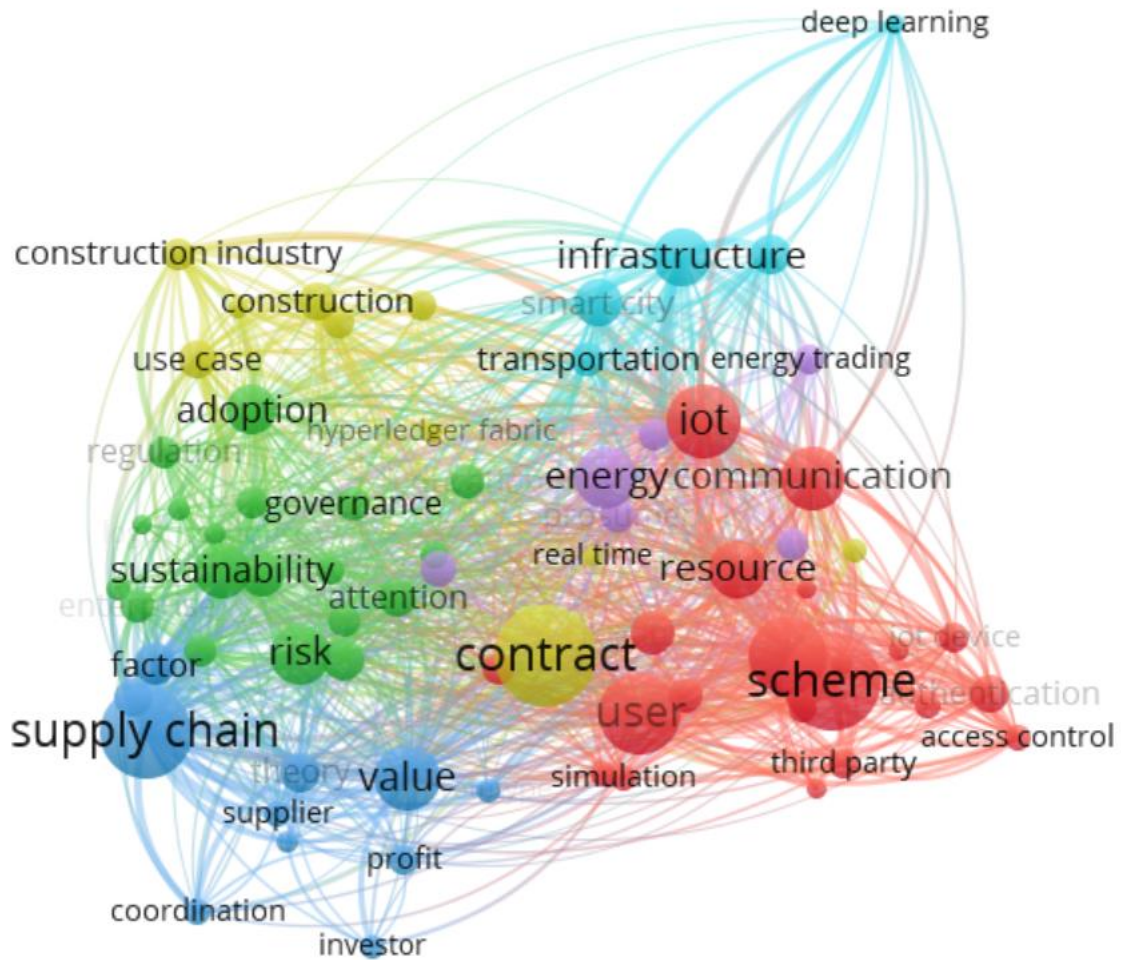 deep learning
construction industry
infrastructure
construction
smart city
use case
transportation
energy trading
adoption
iot
hyperledger fabric
regulation
energy
communication
governance
real time
resource
sustainability
attention
enterprise
iot device
factor
risk
contract
scheme
authentication
user
supply chain
access control
third party
theory
value
simulation
supplier
profit
coordination
investor